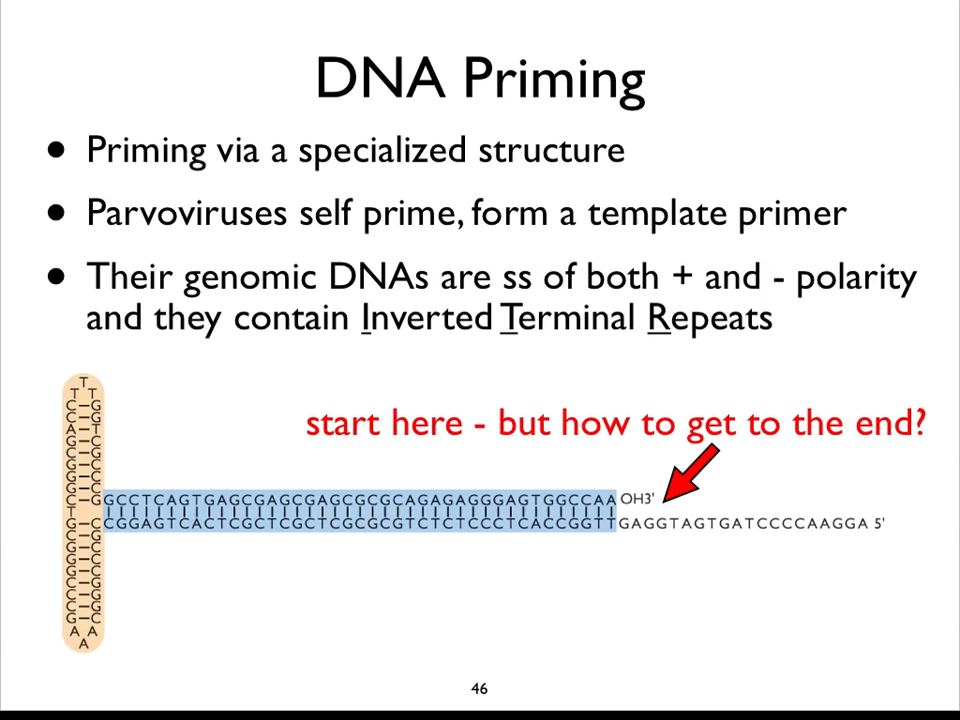 DNA Priming
• Priming via a specialized structure
• Parvoviruses self prime, form a template primer
• Their genomic DNAs are ss of both + and - polarity
and they contain Inverted Terminal Repeats
start here - but how to get to the end?
GCCTCAGTGAGCGAGCGAGCGCGCAGAGAGGGAGTGGCCAA OH3'
CGGAGTCACTCGCTCGCTCGCGCGTCTCTCCCTCACCGGTTGAGGTAGTGATCCCCAAGGA 5'
46